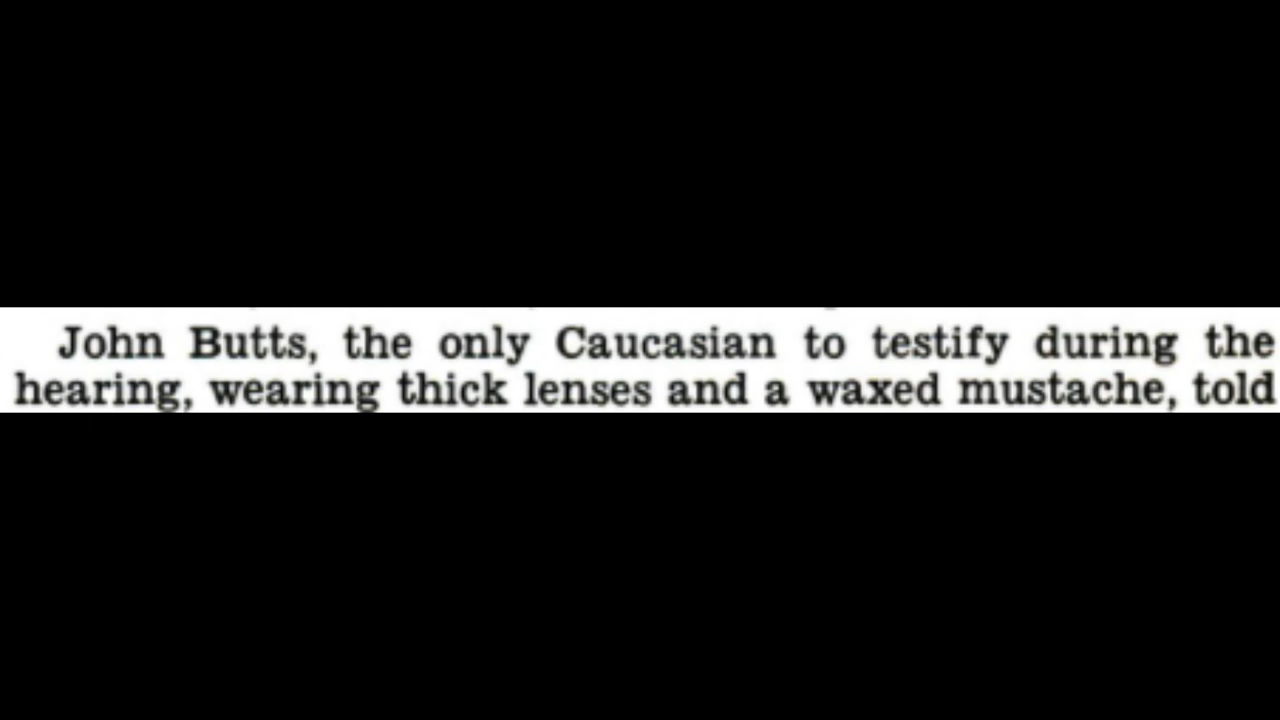 John Butts, the only Caucasian to testify during the
hearing, wearing thick lenses and a waxed mustache, told